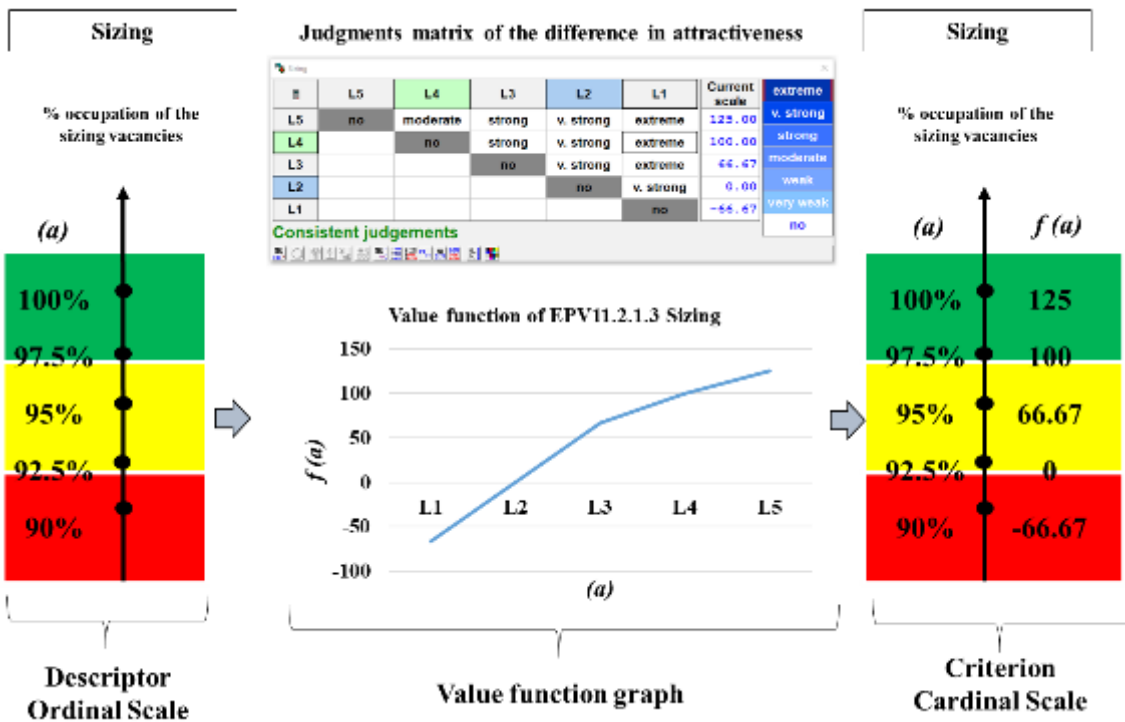 Sizing
% occupation of the
sizing vacancies
(a)
100%
97.5%
95%
92.5%
90%
Descriptor
Ordinal Scale
Judgments matrix of the difference in attractiveness
Sizing
L5 L4 L3 L2 L1 Current scale
L5 no moderate strong v. strong extreme 125.00
L4 no strong v. strong extreme 100.00
L3 no v. strong extreme 66.67
L2 no v. strong 0.00
L1 no -66.67
extreme
v. strong
strong
moderate
weak
very weak
no
Consistent judgements
Value function of EPV11.2.1.3 Sizing
150
100
50
0
-50
-100
f (a)
L1 L2 L3 L4 L5
(a)
Value function graph
Sizing
% occupation of the
sizing vacancies
(a) f (a)
100% 125
97.5% 100
95% 66.67
92.5% 0
90% -66.67
Criterion
Cardinal Scale